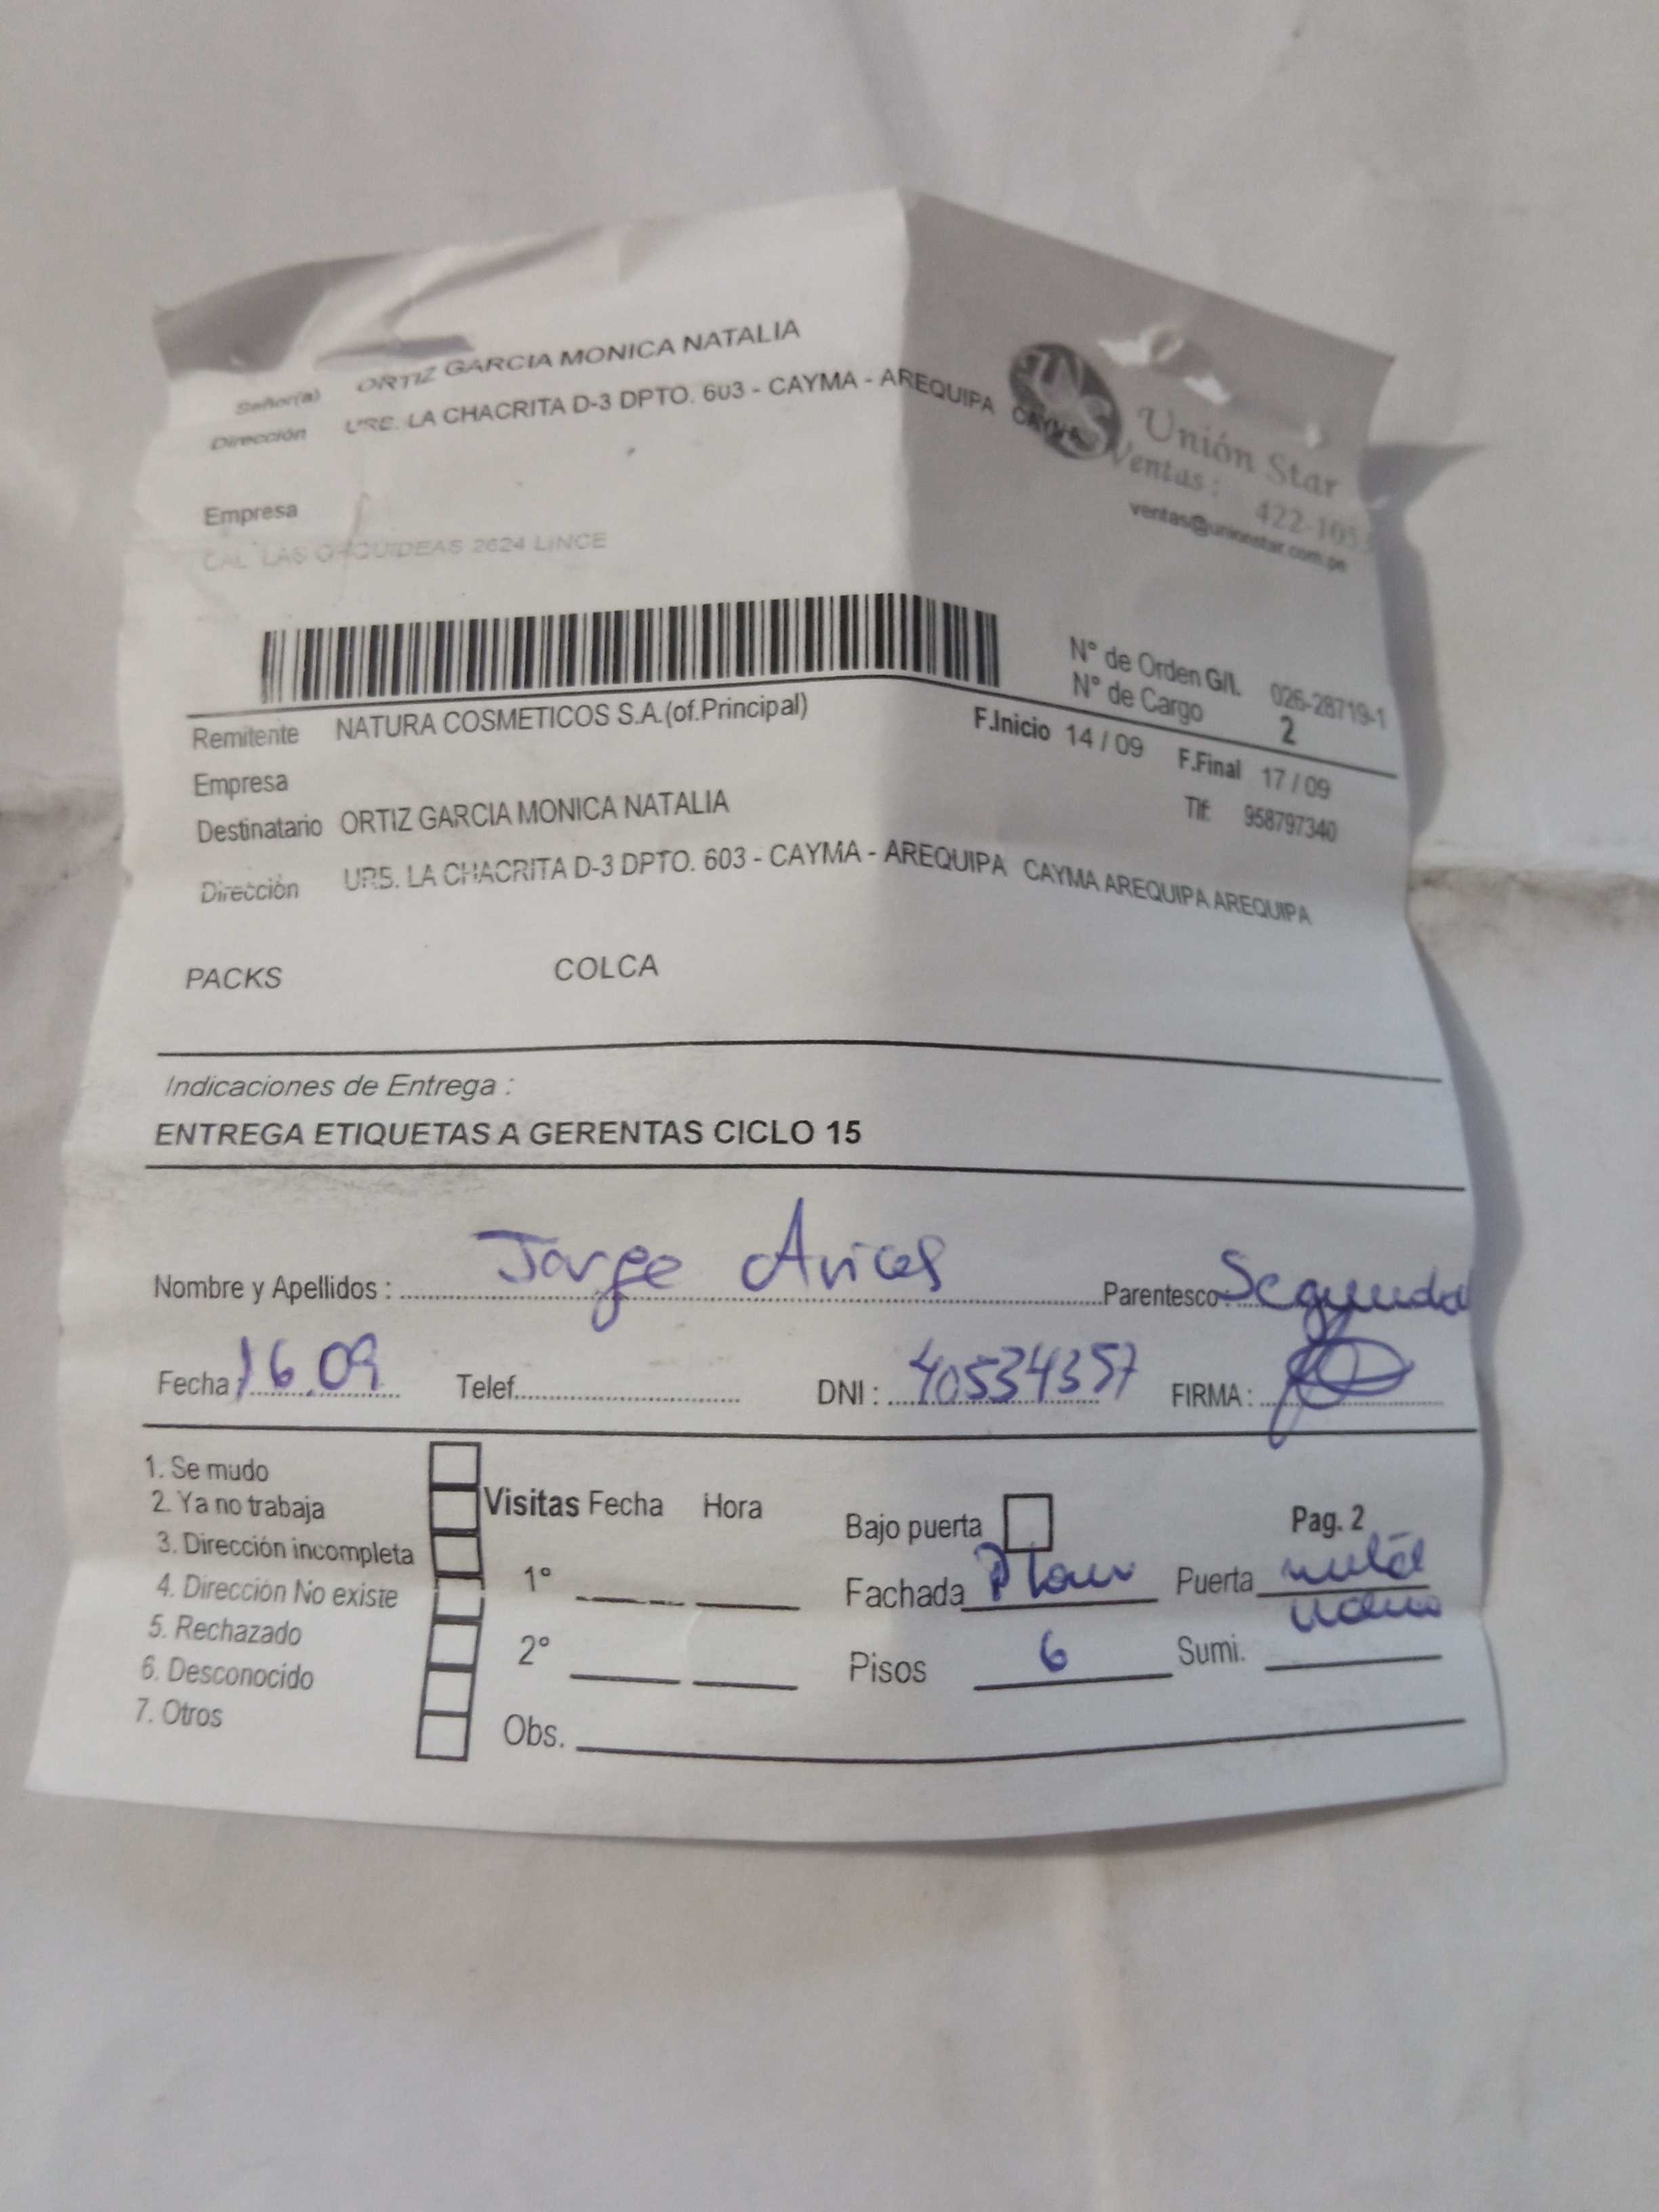 Señor(a) ORTIZ GARCIA MONICA NATALIA
Dirección URB. LA CHACRITA D-3 DPTO. 603 - CAYMA - AREQUIPA CAYMA
Unión Star
Ventas: 422-105
ventas@unionstar.com.pe
Empresa
CAL LAS ORQUIDEAS 2624 LINCE
N° de Orden G/L 026-28719-1
N° de Cargo 2
Remitente NATURA COSMETICOS S.A.(of.Principal)
F.Inicio 14 / 09 F.Final 17 / 09
Empresa
Destinatario ORTIZ GARCIA MONICA NATALIA
Tlf: 958797340
Dirección URB. LA CHACRITA D-3 DPTO. 603 - CAYMA - AREQUIPA CAYMA AREQUIPA AREQUIPA
PACKS COLCA
Indicaciones de Entrega :
ENTREGA ETIQUETAS A GERENTAS CICLO 15
Nombre y Apellidos : Jorge Parentesco :
Fecha 16.09 Telef. DNI : 40534357 FIRMA :
1. Se mudo
2. Ya no trabaja
3. Dirección incompleta
4. Dirección No existe
5. Rechazado
6. Desconocido
7. Otros
Visitas Fecha Hora
1°
2°
Obs.
Bajo puerta Pag. 2
Fachada Puerta
Pisos 6 Sumi.